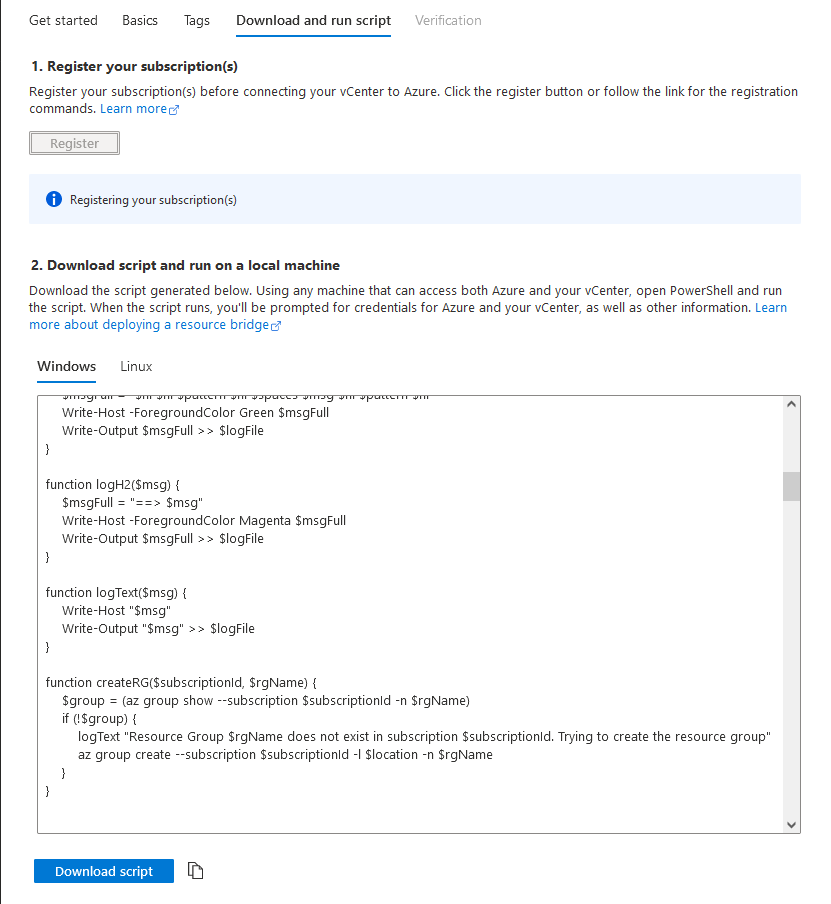 Get started Basics Tags Download and run script Verification
1. Register your subscription(s)
Register your subscription(s) before connecting your vCenter to Azure. Click the register button or follow the link for the registration
commands. Learn more
Register
Registering your subscription(s)
2. Download script and run on a local machine
Download the script generated below. Using any machine that can access both Azure and your vCenter, open PowerShell and run
the script. When the script runs, you'll be prompted for credentials for Azure and your vCenter, as well as other information. Learn
more about deploying a resource bridge
Windows Linux
Write-Host -ForegroundColor Green $msgFull
Write-Output $msgFull >> $logFile
}
function logH2($msg) {
$msgFull = "==> $msg"
Write-Host -ForegroundColor Magenta $msgFull
Write-Output $msgFull >> $logFile
}
function logText($msg) {
Write-Host "$msg"
Write-Output "$msg" >> $logFile
}
function createRG($subscriptionId, $rgName) {
$group = (az group show --subscription $subscriptionId -n $rgName)
if (!$group) {
logText "Resource Group $rgName does not exist in subscription $subscriptionId. Trying to create the resource group"
az group create --subscription $subscriptionId -l $location -n $rgName
}
}
Download script